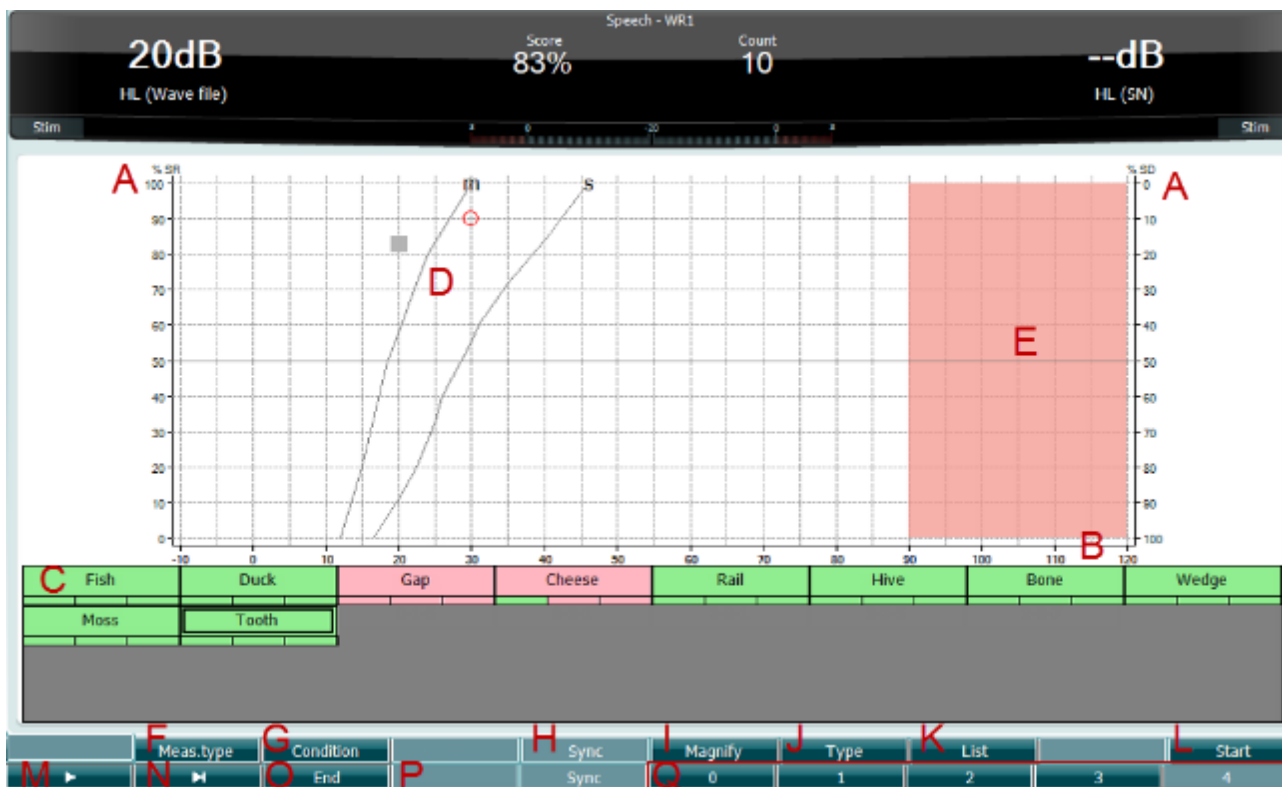 Speech - WR1
20dB Score Count --dB
83% 10
HL (Wave file) HL (SN)
Stim Stim
0 -20 0
% SR % SD
A 100 m s 0 A
90 10
80 20
D
70 30
60 40
E
50 50
40 60
30 70
20 80
10 90
B
0 100
-10 0 10 20 30 40 50 60 70 80 90 100 110 120
C Fish Duck Gap Cheese Rail Hive Bone Wedge
Moss Tooth
F Meas.type G Condition H Sync I Magnify J Type K List L Start
M N O End P Sync Q 0 1 2 3 4